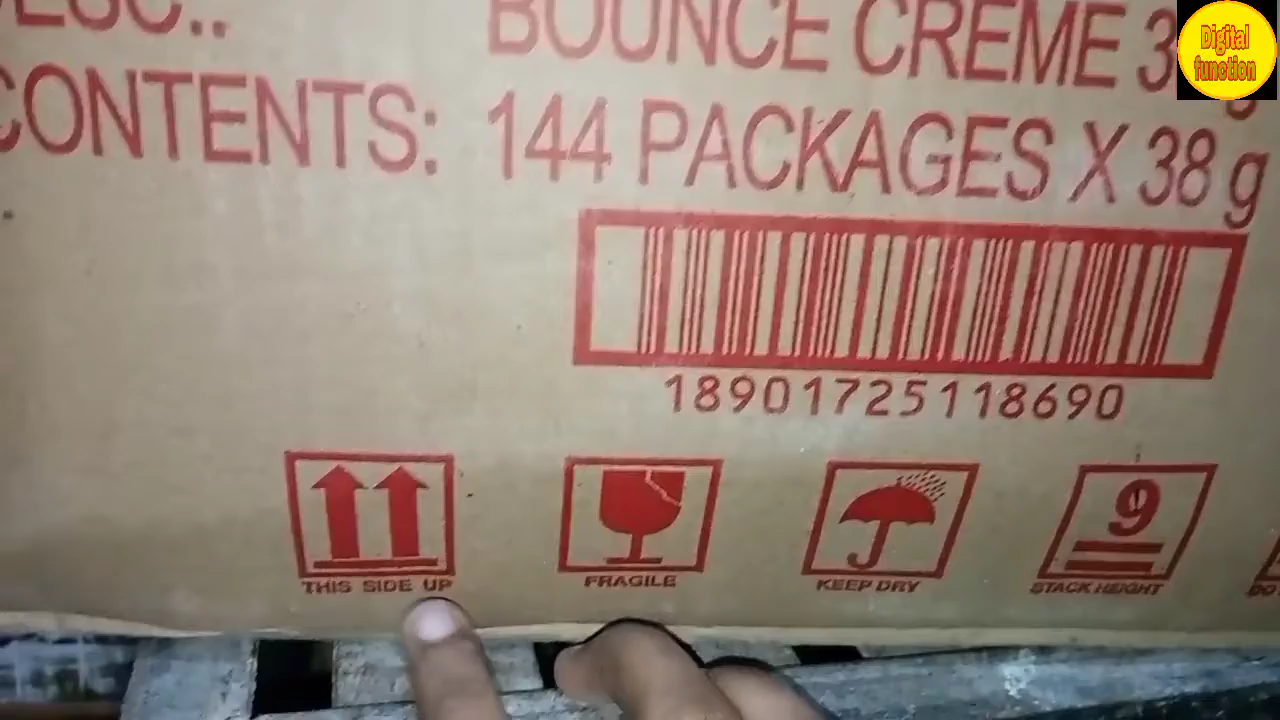 BOUNCE CREME
CONTENTS: 144 PACKAGES X 38 g
18901725118690
9
THIS SIDE UP
FRAGILE
KEEP DRY
STACK HEIGHT
Digital
function